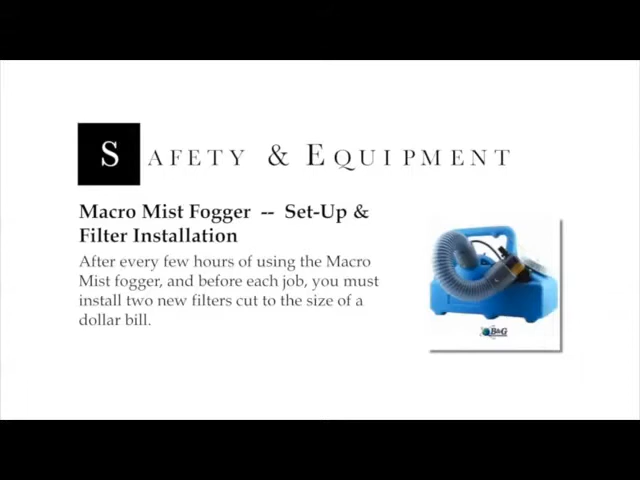 SAFETY & EQUIPMENT
Macro Mist Fogger -- Set-Up &
Filter Installation
After every few hours of using the Macro
Mist fogger, and before each job, you must
install two new filters cut to the size of a
dollar bill.
B&G